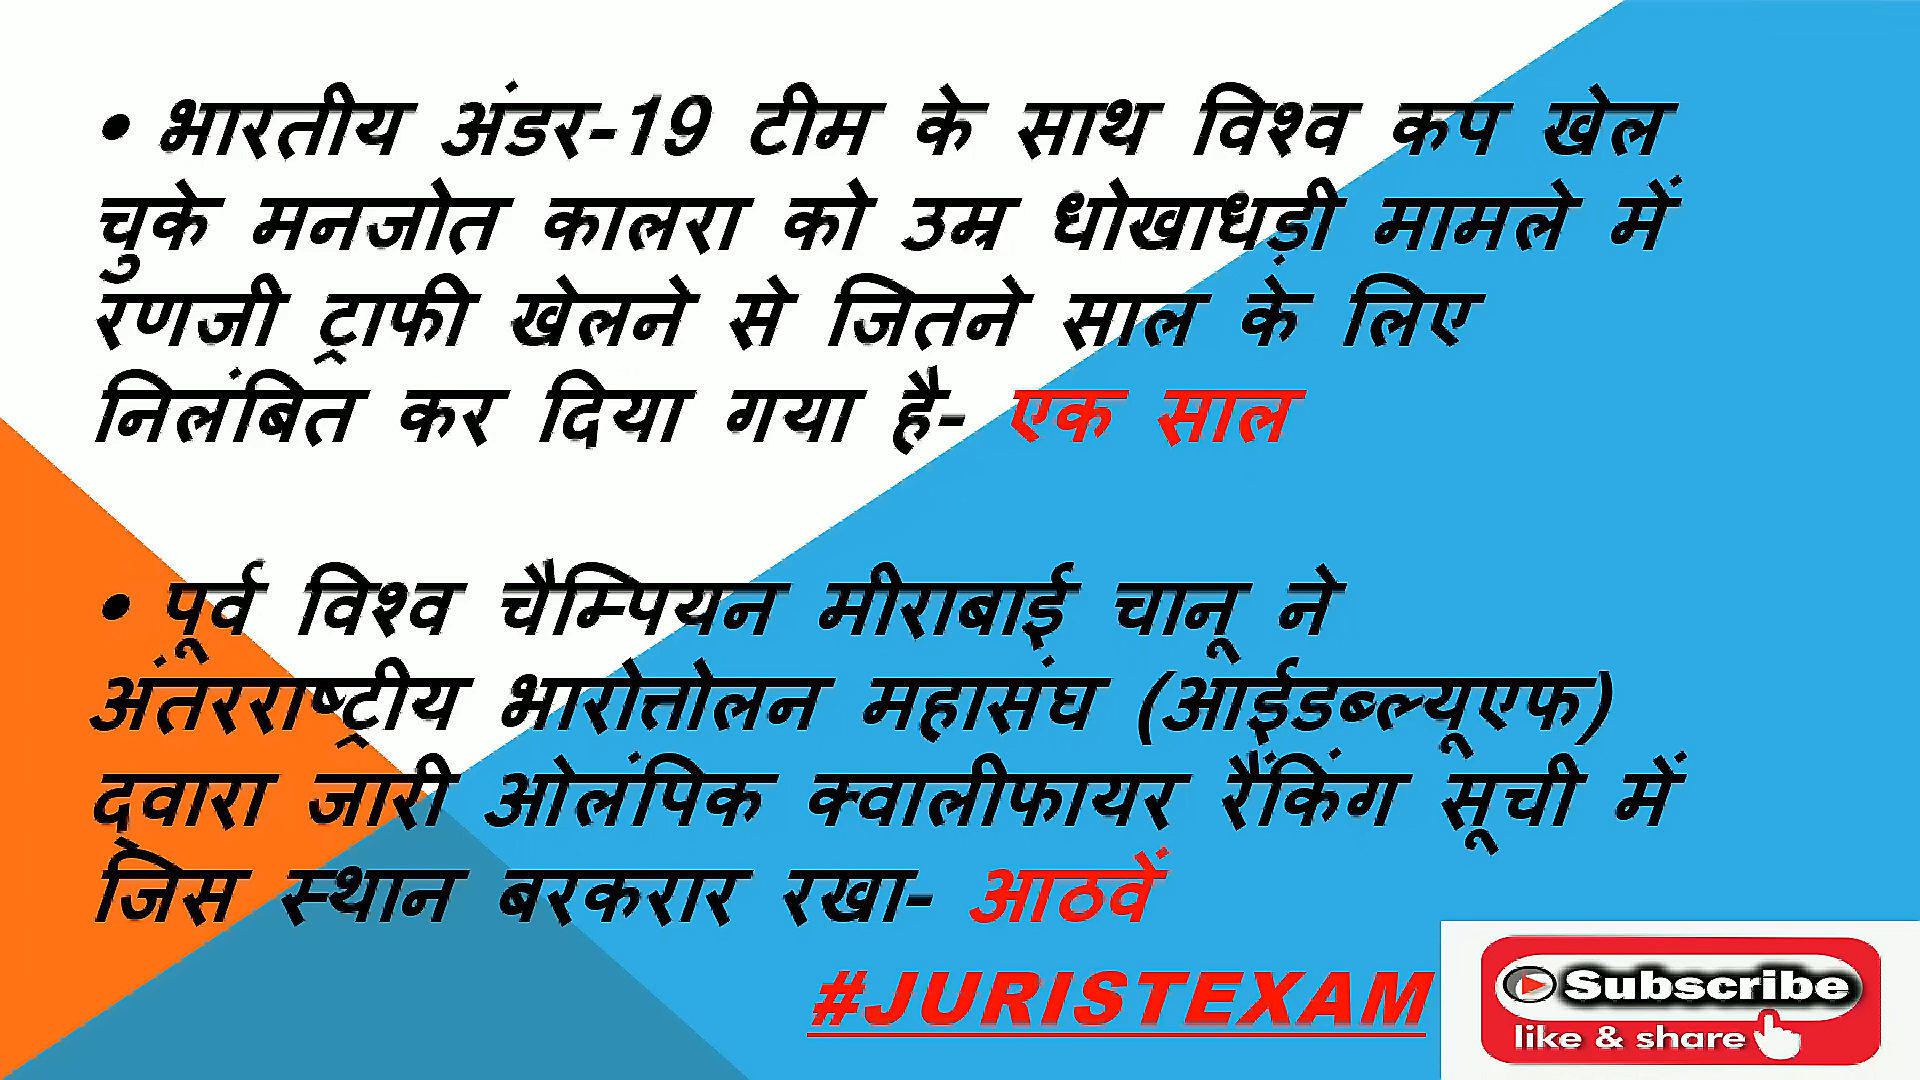 • भारतीय अंडर-19 टीम के साथ विश्व कप खेल
चुके मनजोत कालरा को उम्र धोखाधड़ी मामले में
रणजी ट्राफी खेलने से जितने साल के लिए
निलंबित कर दिया गया है- एक साल
• पूर्व विश्व चैम्पियन मीराबाई चानू ने
अंतरराष्ट्रीय भारोत्तोलन महासंघ (आईडब्ल्यूएफ)
द्वारा जारी ओलंपिक क्वालीफायर रैंकिंग सूची में
जिस स्थान बरकरार रखा- आठवें
#JURISTEXAM
Subscribe
like & share